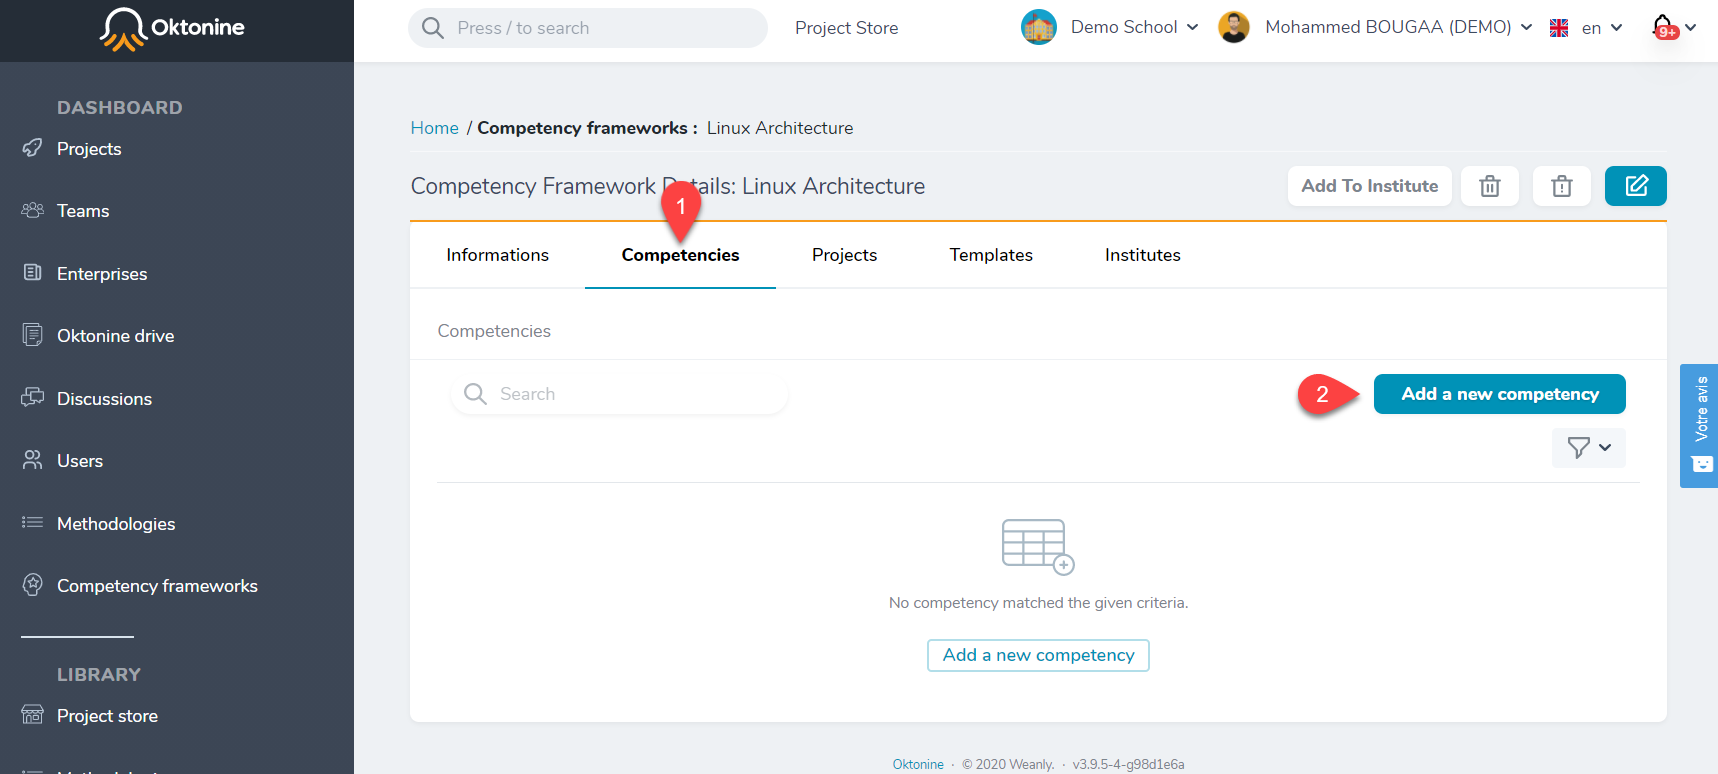 Oktonine
Press / to search
Project Store
Demo School
Mohammed BOUGAA (DEMO)
en
9+
DASHBOARD
Projects
Teams
Enterprises
Oktonine drive
Discussions
Users
Methodologies
Competency frameworks
LIBRARY
Project store
Home / Competency frameworks : Linux Architecture
Competency Framework Details: Linux Architecture
Add To Institute
1
Informations
Competencies
Projects
Templates
Institutes
Competencies
Search
2
Add a new competency
No competency matched the given criteria.
Add a new competency
Votre avis
Oktonine · © 2020 Weanly. · v3.9.5-4-g98d1e6a